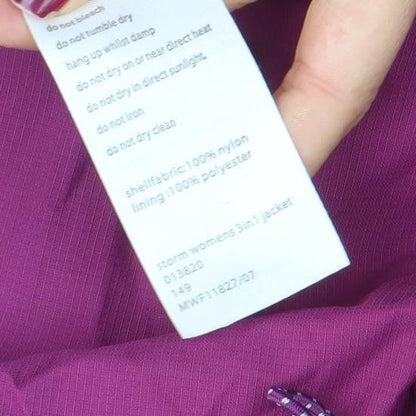 do not bleach
do not tumble dry
hang up whilst damp
do not dry on or near direct heat
do not dry in direct sunlight.
do not iron
do not dry clean
shellfabric:100% nylon
lining :100% polyester
storm womens 3in1 jacket
013820
149
MWF11827/07